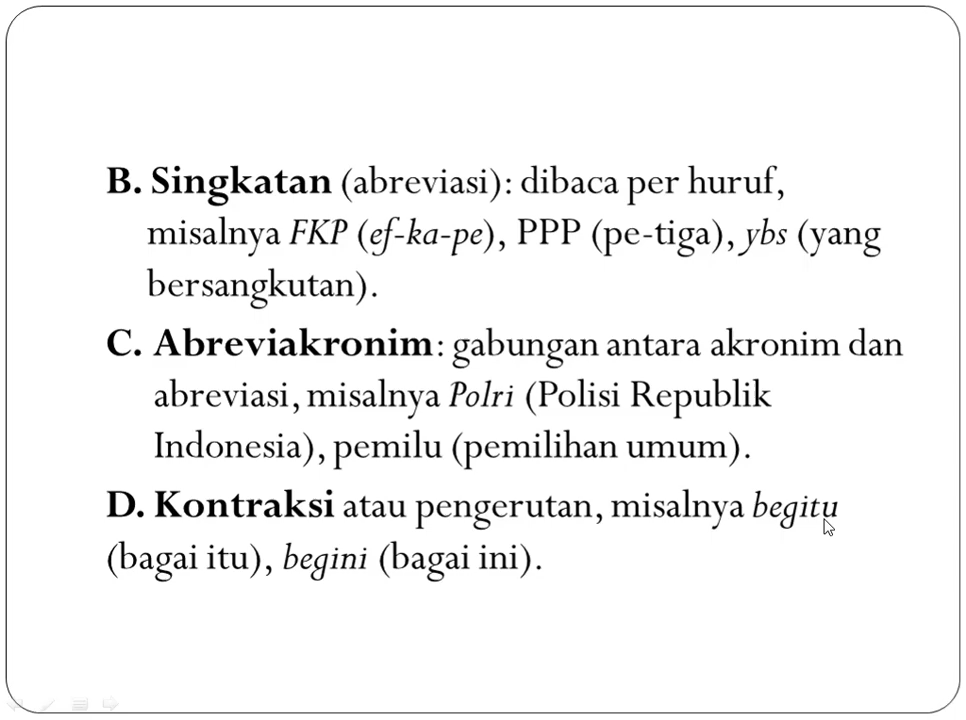 B. Singkatan (abreviasi): dibaca per huruf,
misalnya FKP (ef-ka-pe), PPP (pe-tiga), ybs (yang
bersangkutan).
C. Abreviakronim: gabungan antara akronim dan
abreviasi, misalnya Polri (Polisi Republik
Indonesia), pemilu (pemilihan umum).
D. Kontraksi atau pengerutan, misalnya begitu
(bagai itu), begini (bagai ini).